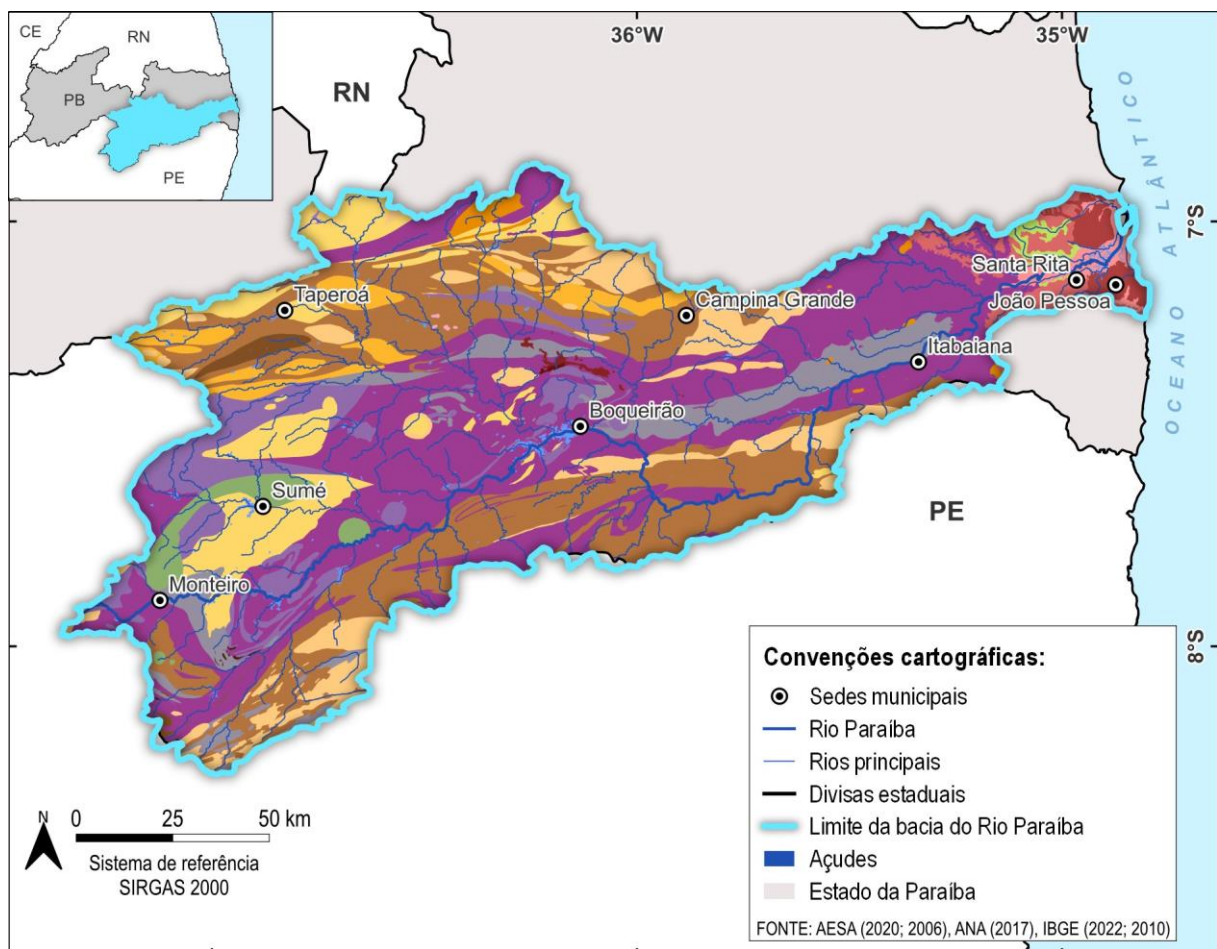 CE
RN
PB
PE
36°W
35°W
RN
OCEANO ATLÂNTICO
7°S
Santa Rita
João Pessoa
Taperoá
Campina Grande
Itabaiana
Boqueirão
Sumé
PE
Monteiro
8°S
Convenções cartográficas:
Sedes municipais
Rio Paraíba
Rios principais
Divisas estaduais
Limite da bacia do Rio Paraíba
Açudes
Estado da Paraíba
FONTE: AESA (2020; 2006), ANA (2017), IBGE (2022; 2010)
N
0 25 50 km
Sistema de referência
SIRGAS 2000